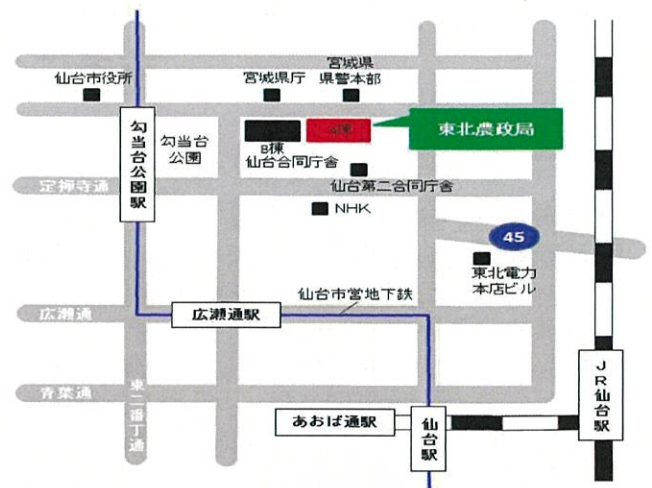 宮城県
県警本部
仙台市役所
宮城県庁
東北農政局
A棟
B棟
仙台合同庁舎
勾当台公園駅
勾当台
公園
仙台第二合同庁舎
定禅寺通
NHK
45
東北電力
本店ビル
仙台市営地下鉄
広瀬通
広瀬通駅
JR仙台駅
青葉通
東二番丁通
あおば通駅
仙台駅